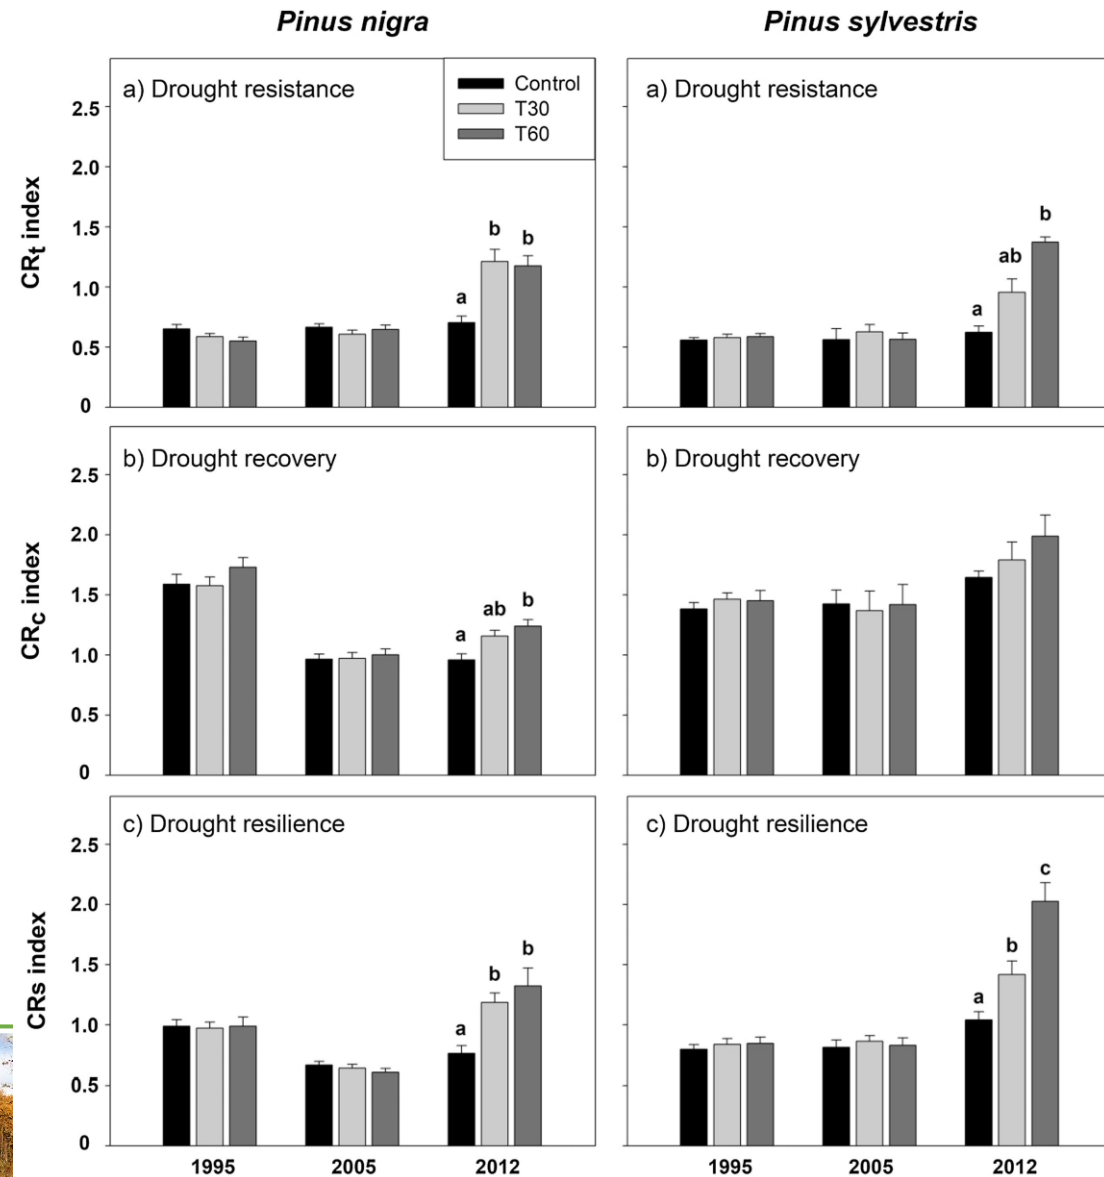 Pinus nigra
Pinus sylvestris
a) Drought resistance
Control
T30
T60
a) Drought resistance
CRt index
2.5
2.0
1.5
1.0
0.5
0
a
b
b
a
ab
b
b) Drought recovery
b) Drought recovery
CRc index
2.5
2.0
1.5
1.0
0.5
0
a
ab
b
c) Drought resilience
c) Drought resilience
CRs index
2.5
2.0
1.5
1.0
0.5
0
a
b
b
a
b
c
1995 2005 2012
1995 2005 2012